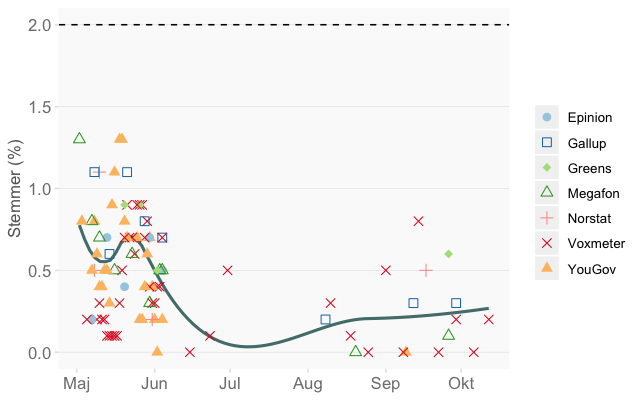 2.0
1.5
1.0
0.5
0.0
Stemmer (%)
Maj Jun Jul Aug Sep Okt
Epinion
Gallup
Greens
Megafon
Norstat
Voxmeter
YouGov